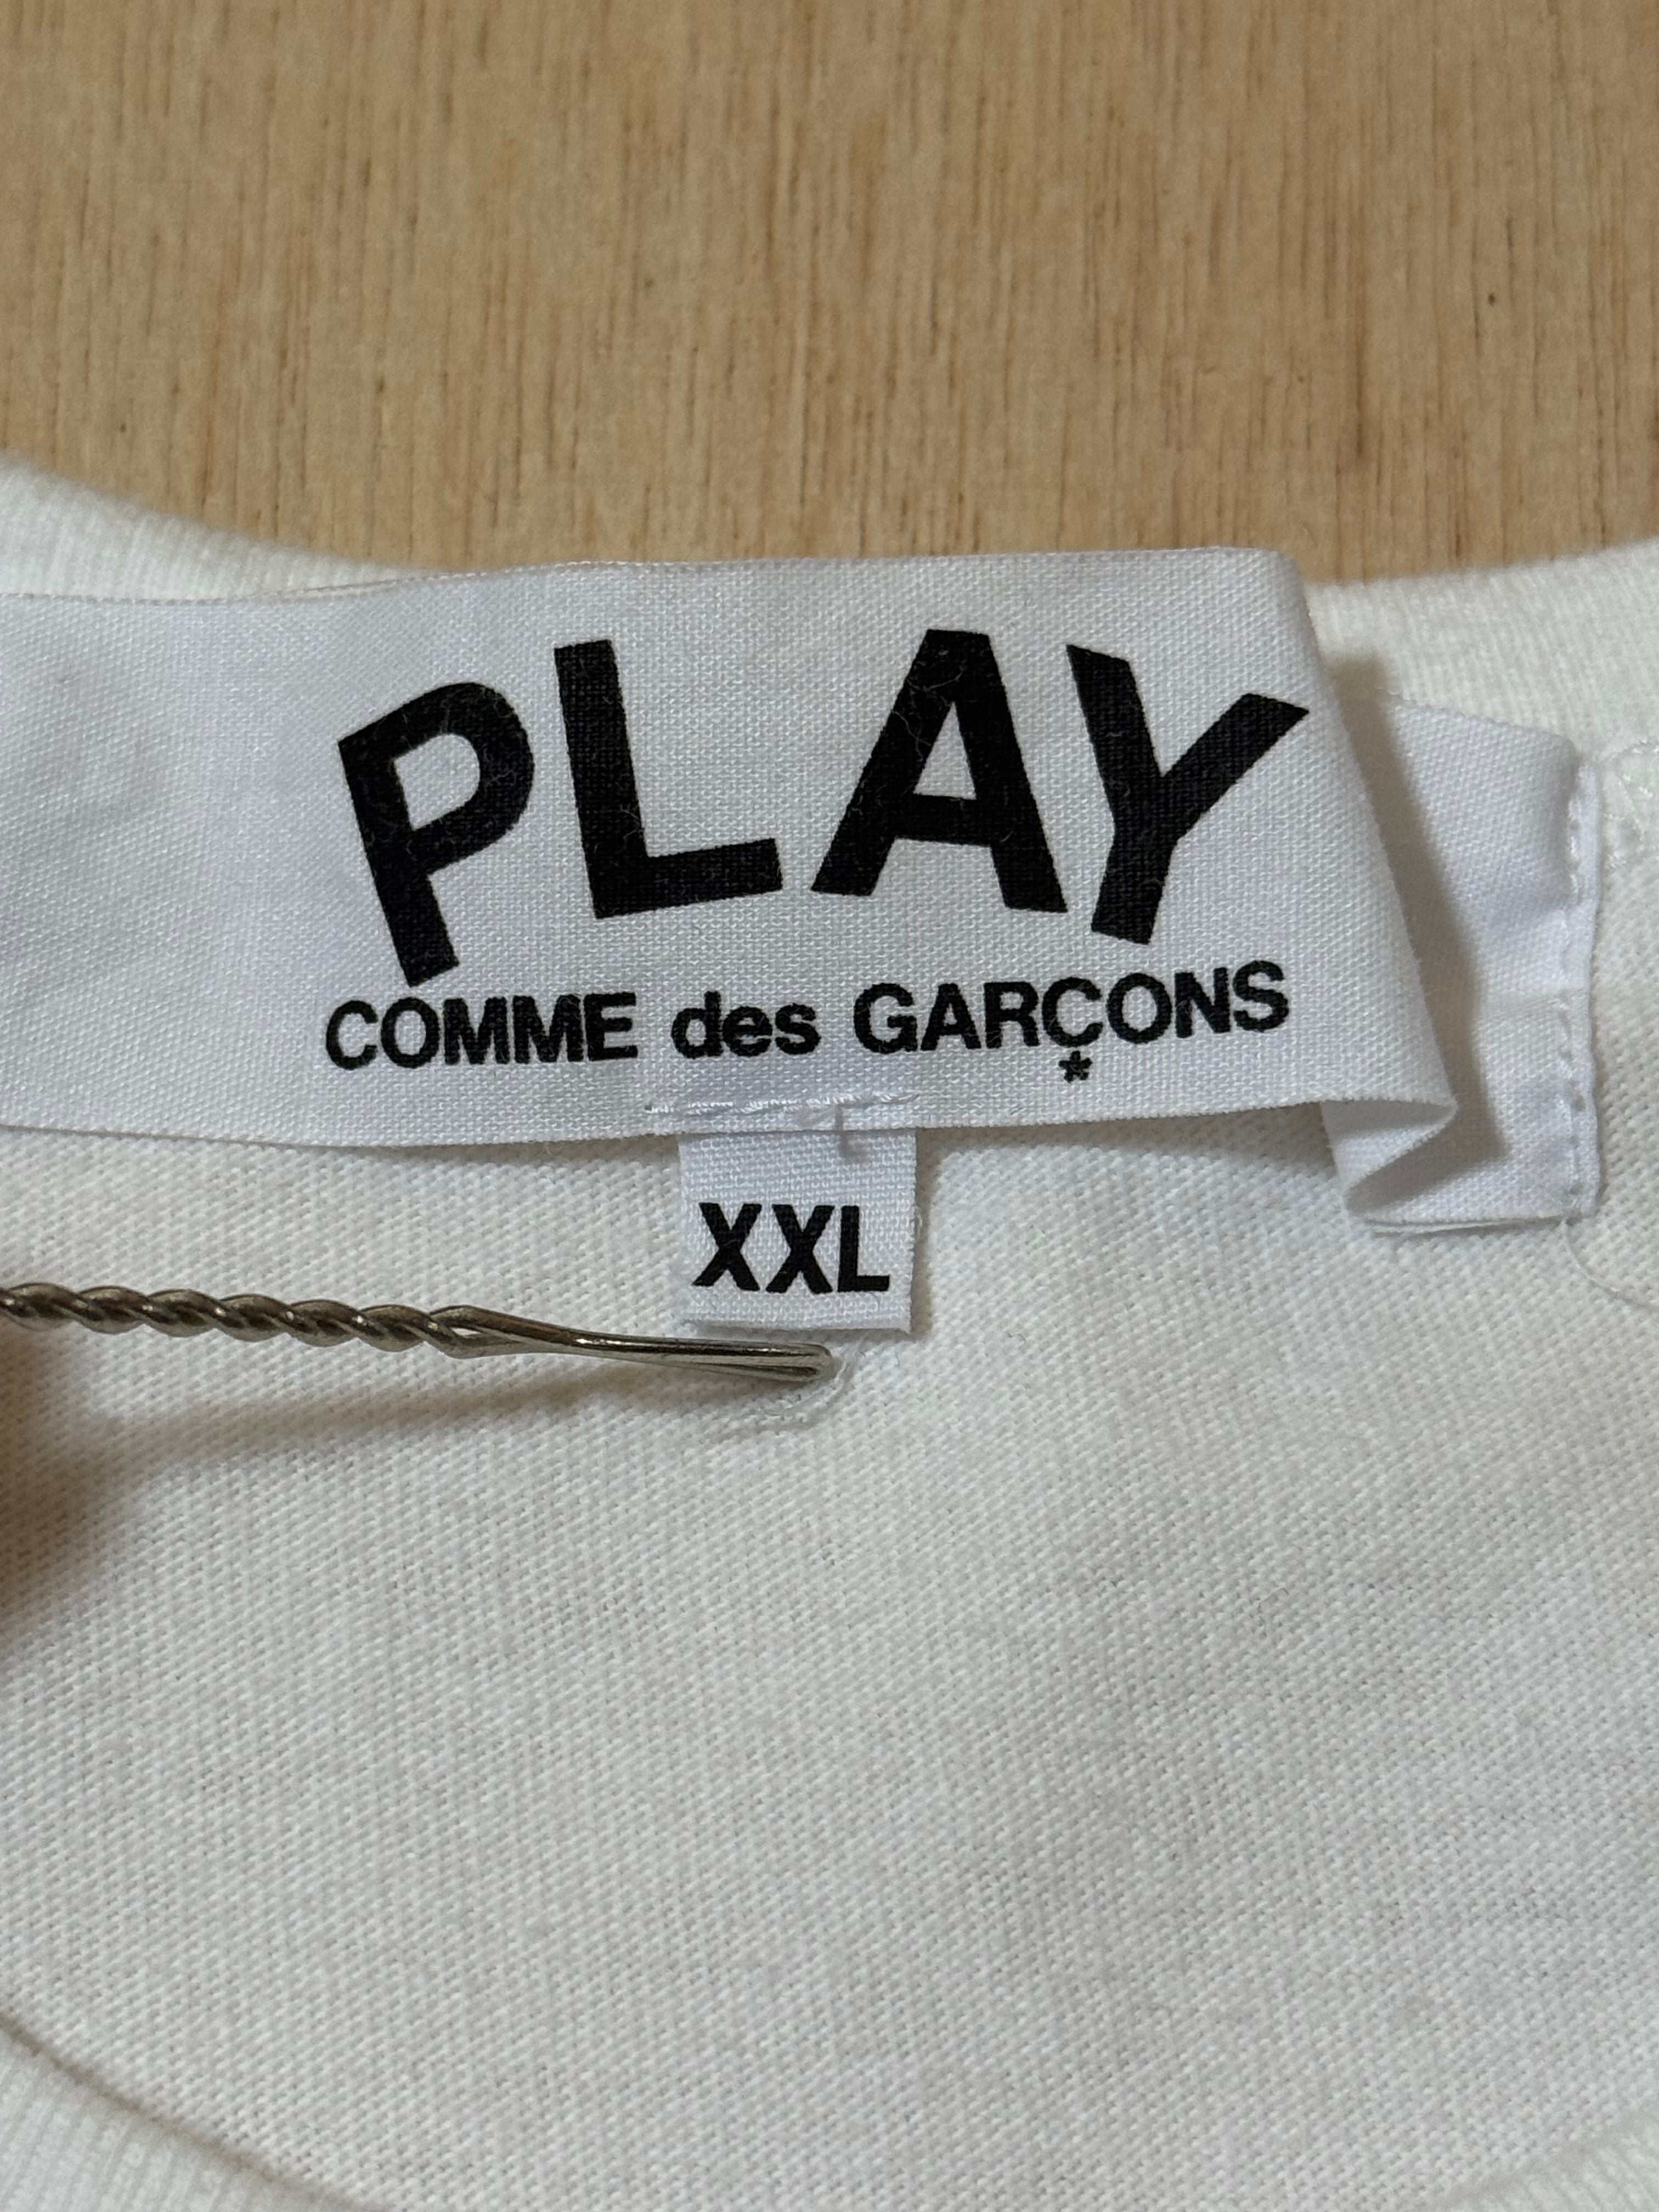 PLAY
COMME des GARÇONS
*
XXL